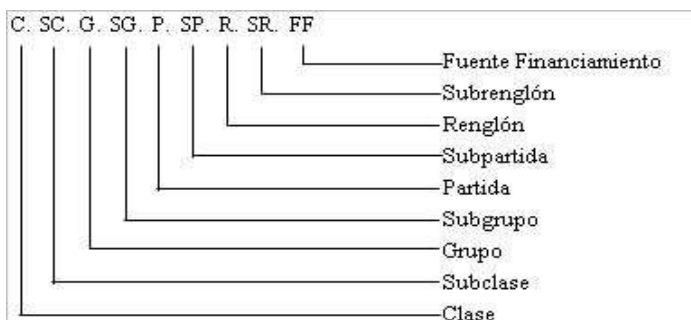 C. SC. G. SG. P. SP. R. SR. FF
Fuente Financiamiento
Subrenglón
Renglón
Subpartida
Partida
Subgrupo
Grupo
Subclase
Clase